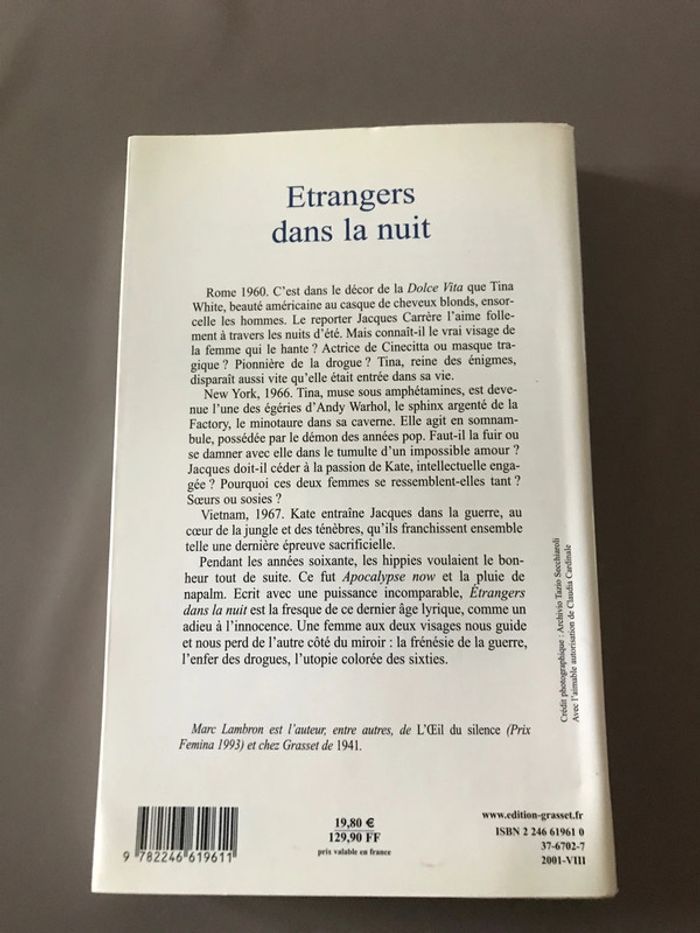 Etrangers
dans la nuit
Rome 1960. C'est dans le décor de la Dolce Vita que Tina
White, beauté américaine au casque de cheveux blonds, ensor-
celle les hommes. Le reporter Jacques Carrère l'aime folle-
ment à travers les nuits d'été. Mais connaît-il le vrai visage de
la femme qui le hante ? Actrice de Cinecitta ou masque tra-
gique ? Pionnière de la drogue ? Tina, reine des énigmes,
disparaît aussi vite qu'elle était entrée dans sa vie.
New York, 1966. Tina, muse sous amphétamines, est deve-
nue l'une des égéries d'Andy Warhol, le sphinx argenté de la
Factory, le minotaure dans sa caverne. Elle agit en somnam-
bule, possédée par le démon des années pop. Faut-il la fuir ou
se damner avec elle dans le tumulte d'un impossible amour ?
Jacques doit-il céder à la passion de Kate, intellectuelle enga-
gée ? Pourquoi ces deux femmes se ressemblent-elles tant ?
Sœurs ou sosies ?
Vietnam, 1967. Kate entraîne Jacques dans la guerre, au
cœur de la jungle et des ténèbres, qu'ils franchissent ensemble
telle une dernière épreuve sacrificielle.
Pendant les années soixante, les hippies voulaient le bon-
heur tout de suite. Ce fut Apocalypse now et la pluie de
napalm. Ecrit avec une puissance incomparable, Étrangers
dans la nuit est la fresque de ce dernier âge lyrique, comme un
adieu à l'innocence. Une femme aux deux visages nous guide
et nous perd de l'autre côté du miroir : la frénésie de la guerre,
l'enfer des drogues, l'utopie colorée des sixties.
Marc Lambron est l'auteur, entre autres, de L'Œil du silence (Prix
Femina 1993) et chez Grasset de 1941.
Crédit photographique : Archivio Tazio Secchiaroli
Avec l'aimable autorisation de Claudia Cardinale
9 782246 619611
19,80 €
129,90 FF
prix valable en france
www.edition-grasset.fr
ISBN 2 246 61961 0
37-6702-7
2001-VIII